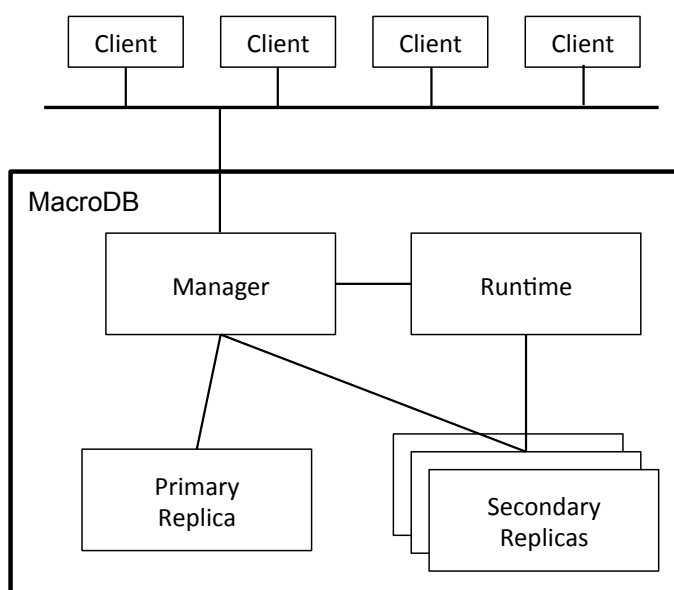 Client
Client
Client
Client
MacroDB
Manager
Runtime
Primary
Replica
Secondary
Replicas